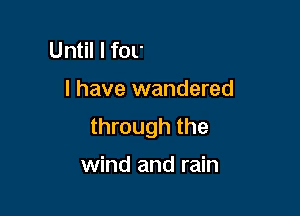 Until I
I have wandered
through the
wind and rain